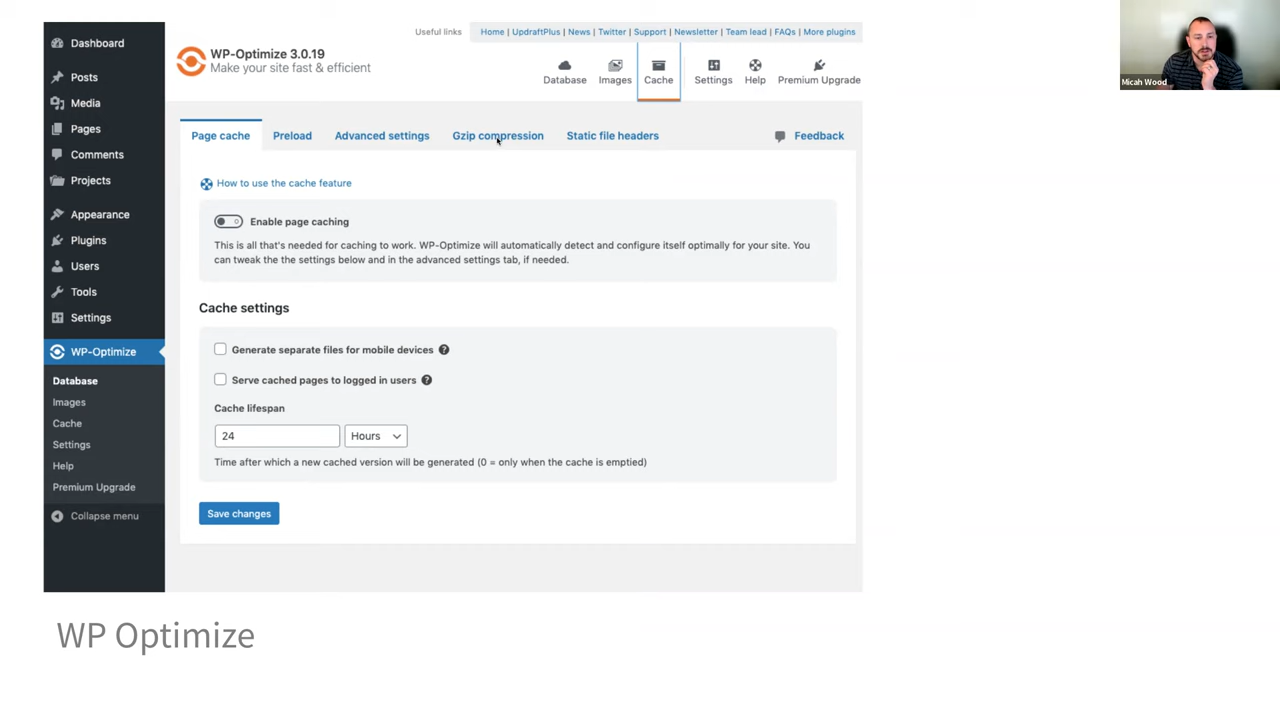 Dashboard
Posts
Media
Pages
Comments
Projects
Appearance
Plugins
Users
Tools
Settings
WP-Optimize
Database
Images
Cache
Settings
Help
Premium Upgrade
Collapse menu
Useful links
Home | UpdraftPlus | News | Twitter | Support | Newsletter | Team lead | FAQs | More plugins
WP-Optimize 3.0.19
Make your site fast & efficient
Database
Images
Cache
Settings
Help
Premium Upgrade
Page cache
Preload
Advanced settings
Gzip compression
Static file headers
Feedback
How to use the cache feature
Enable page caching
This is all that's needed for caching to work. WP-Optimize will automatically detect and configure itself optimally for your site. You
can tweak the the settings below and in the advanced settings tab, if needed.
Cache settings
Generate separate files for mobile devices
Serve cached pages to logged in users
Cache lifespan
24
Hours
Time after which a new cached version will be generated (0 = only when the cache is emptied)
Save changes
WP Optimize
Micah Wood